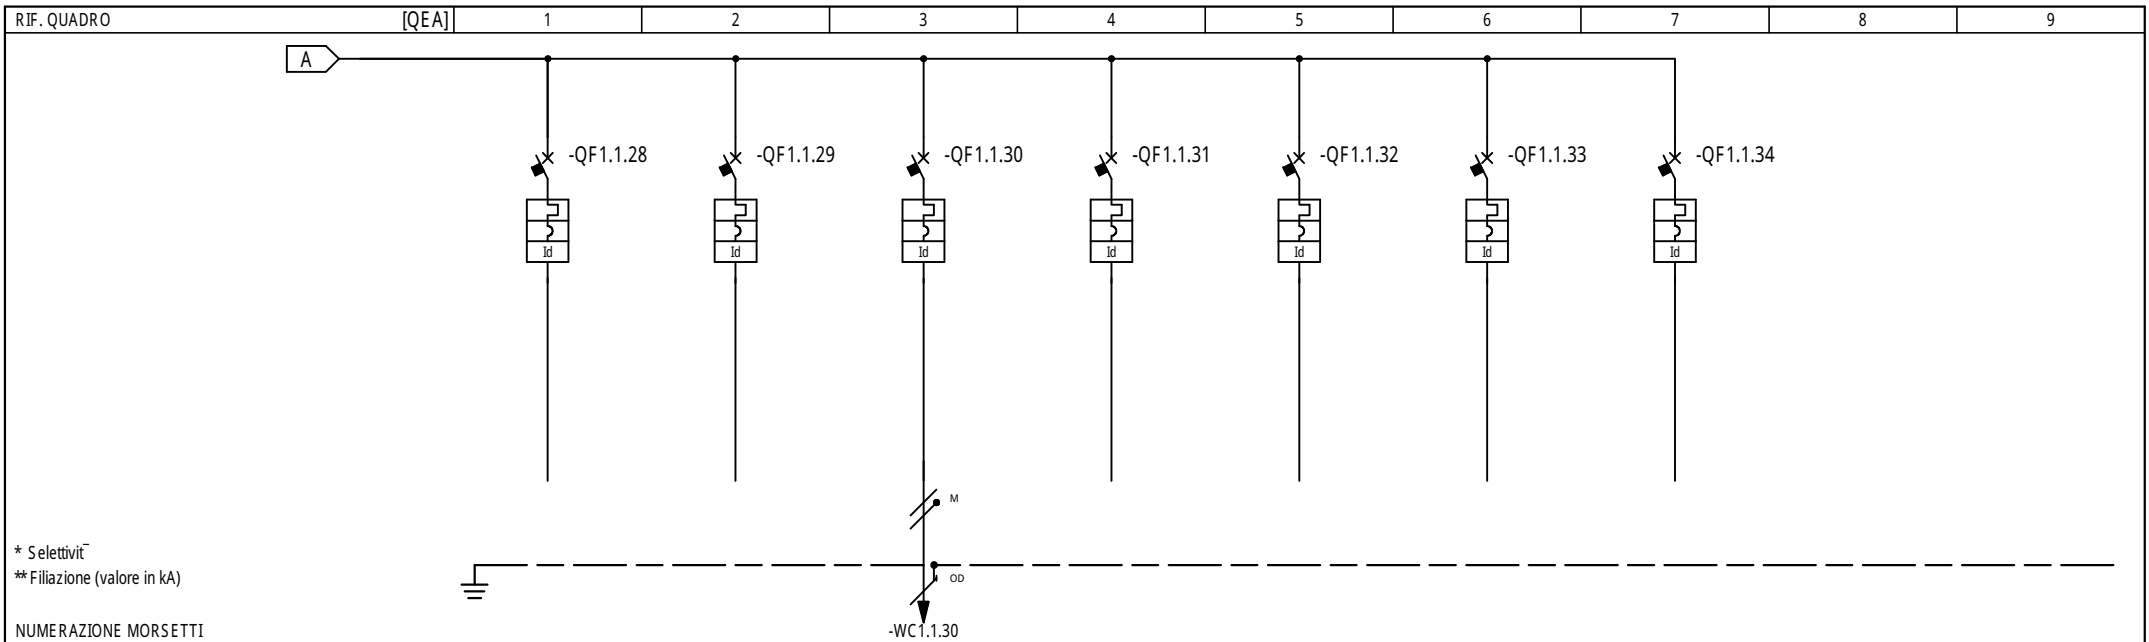 RIF. QUADRO [QEA] 1 2 3 4 5 6 7 8 9
A
-QF1.1.28 -QF1.1.29 -QF1.1.30 -QF1.1.31 -QF1.1.32 -QF1.1.33 -QF1.1.34
Id Id Id Id Id Id Id
M
* Selettivit¯
** Filiazione (valore in kA)
OD
NUMERAZIONE MORSETTI -WC1.1.30